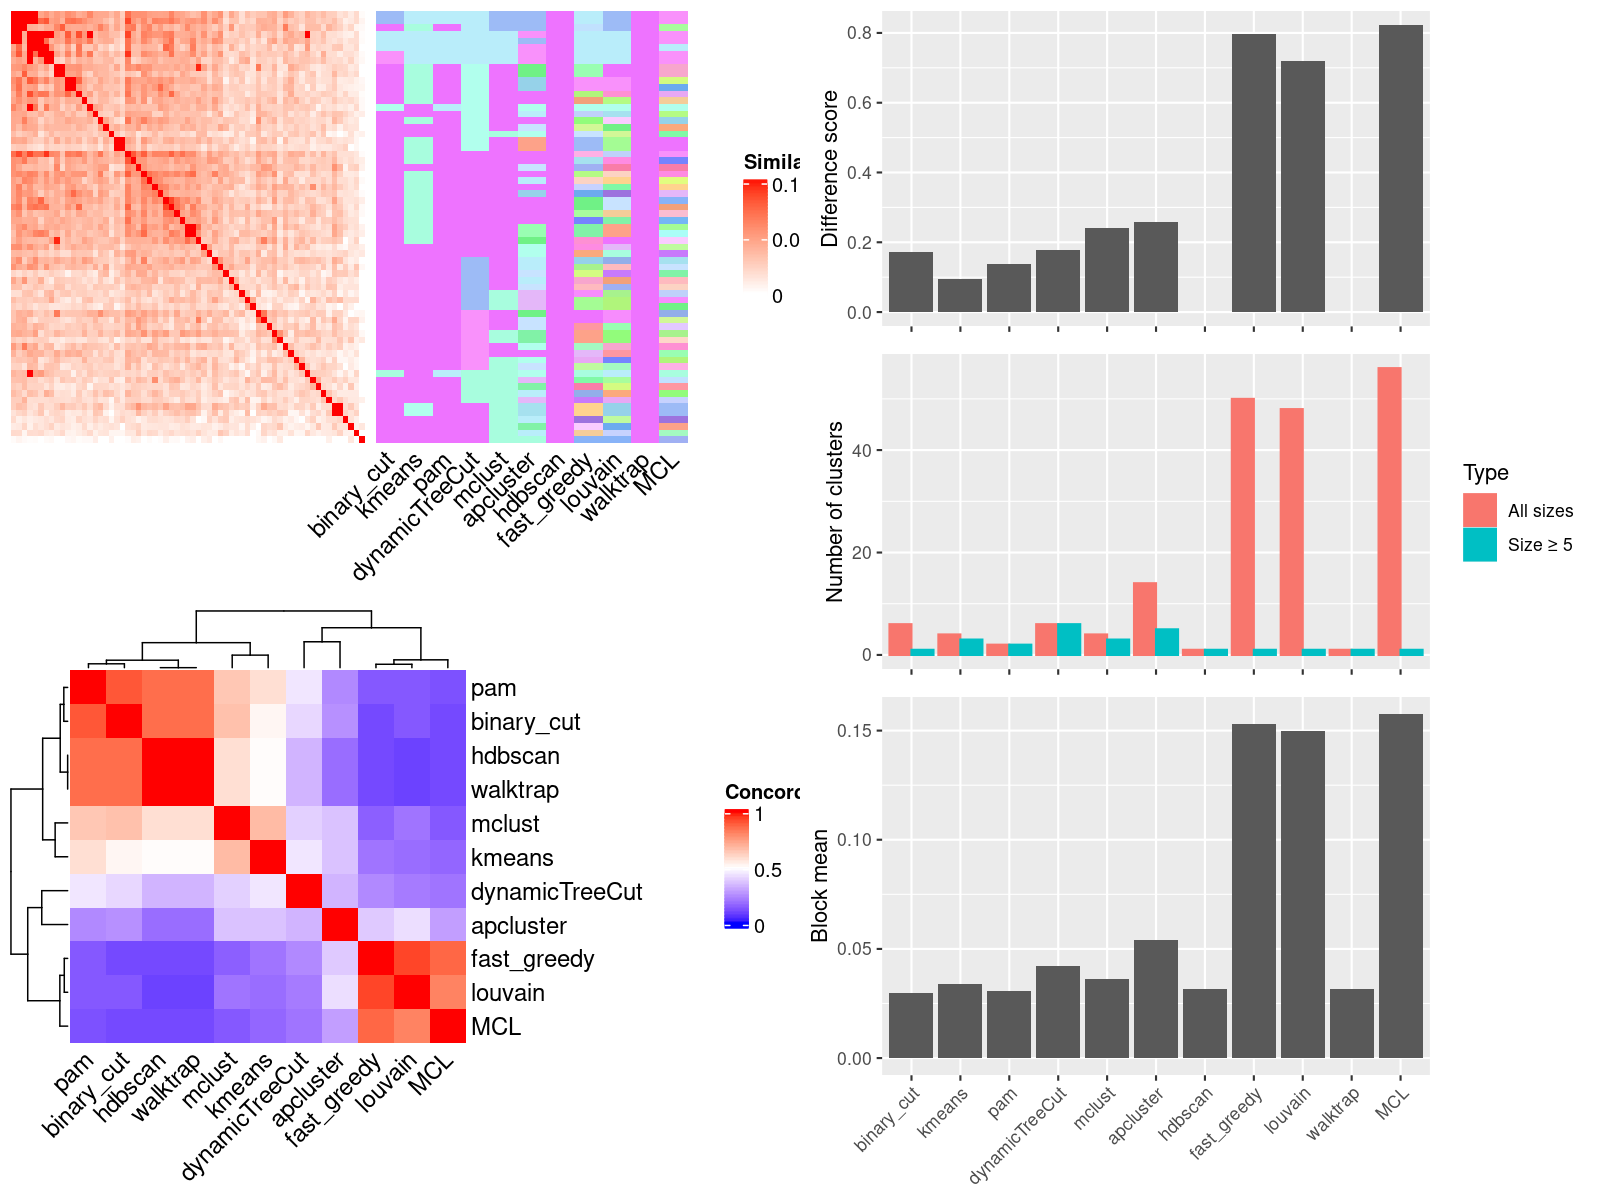 Simila
0.1
0.0
0
binary_cut
kmeans
pam
dynamicTreeCut
mclust
apcluster
hdbscan
fast_greedy
louvain
walktrap
MCL
pam
binary_cut
hdbscan
walktrap
mclust
kmeans
dynamicTreeCut
apcluster
fast_greedy
louvain
MCL
Concord
1
0.5
0
pam
binary_cut
hdbscan
walktrap
mclust
kmeans
dynamicTreeCut
apcluster
fast_greedy
louvain
MCL
Difference score
0.8
0.6
0.4
0.2
0.0
Number of clusters
40
20
0
Type
All sizes
Size ≥ 5
Block mean
0.15
0.10
0.05
0.00
binary_cut
kmeans
pam
dynamicTreeCut
mclust
apcluster
hdbscan
fast_greedy
louvain
walktrap
MCL